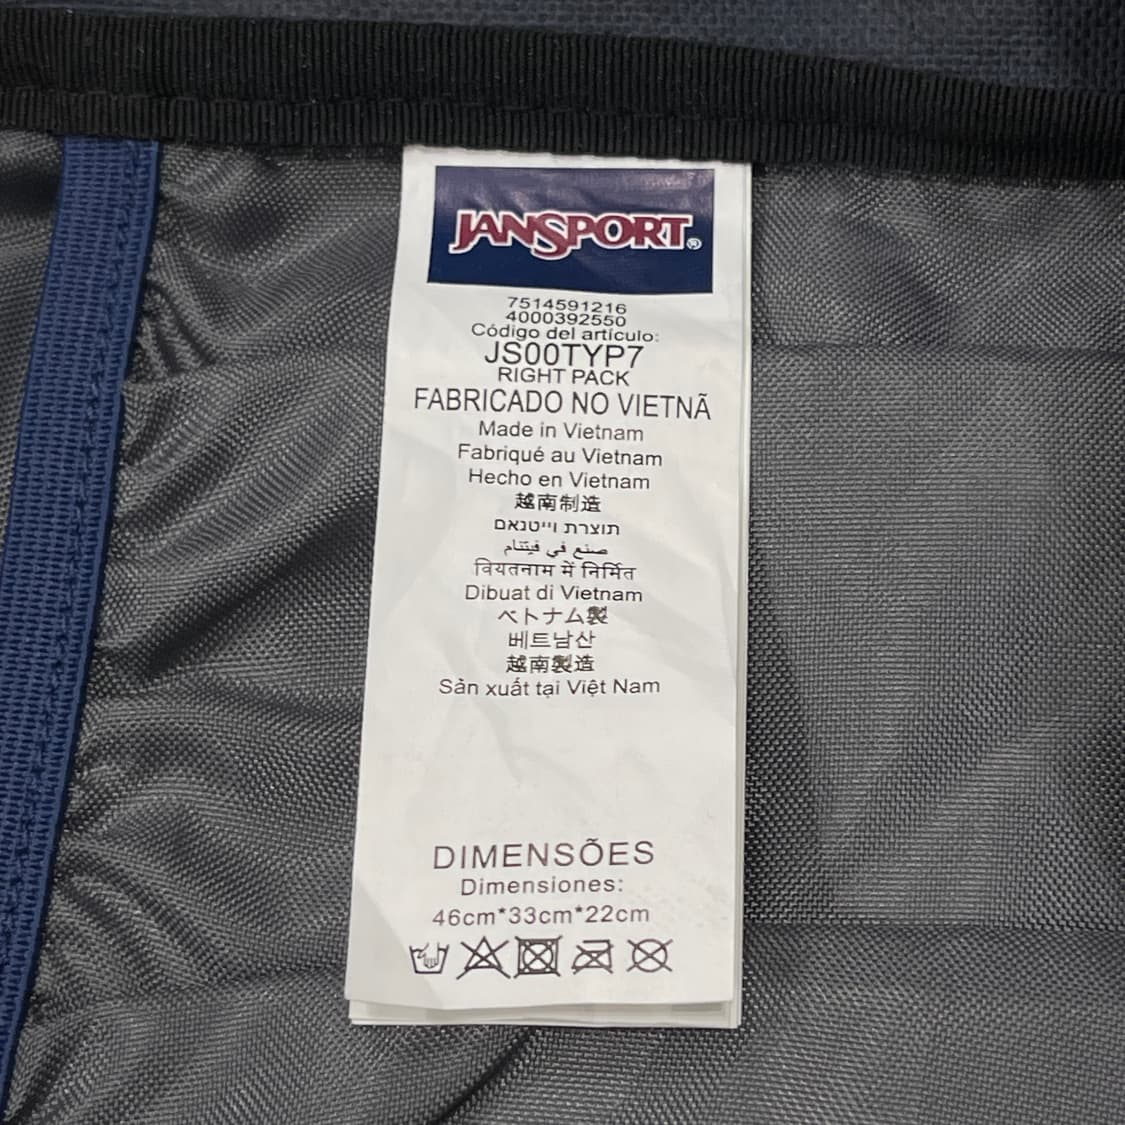 JANSPORT®
7514591216
4000392550
Código del artículo:
JS00TYP7
RIGHT PACK
FABRICADO NO VIETNÃ
Made in Vietnam
Fabriqué au Vietnam
Hecho en Vietnam
越南制造
תוצרת וייטנאם
صنع في فيتنام
वियतनाम में निर्मित
Dibuat di Vietnam
ベトナム製
베트남산
越南製造
Sản xuất tại Việt Nam
DIMENSÕES
Dimensiones:
46cm*33cm*22cm